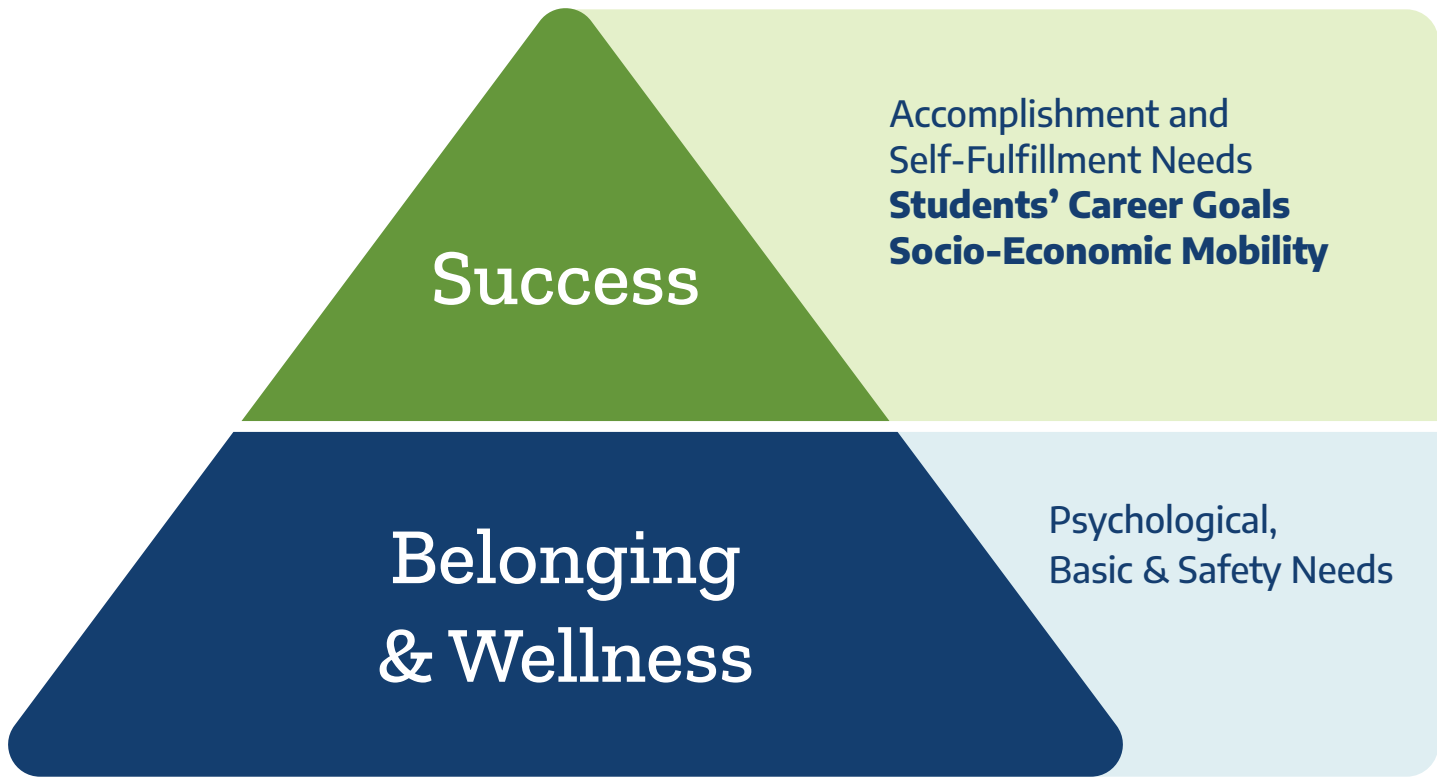 Success
Accomplishment and
Self-Fulfillment Needs
Students’ Career Goals
Socio-Economic Mobility
Belonging
& Wellness
Psychological,
Basic & Safety Needs